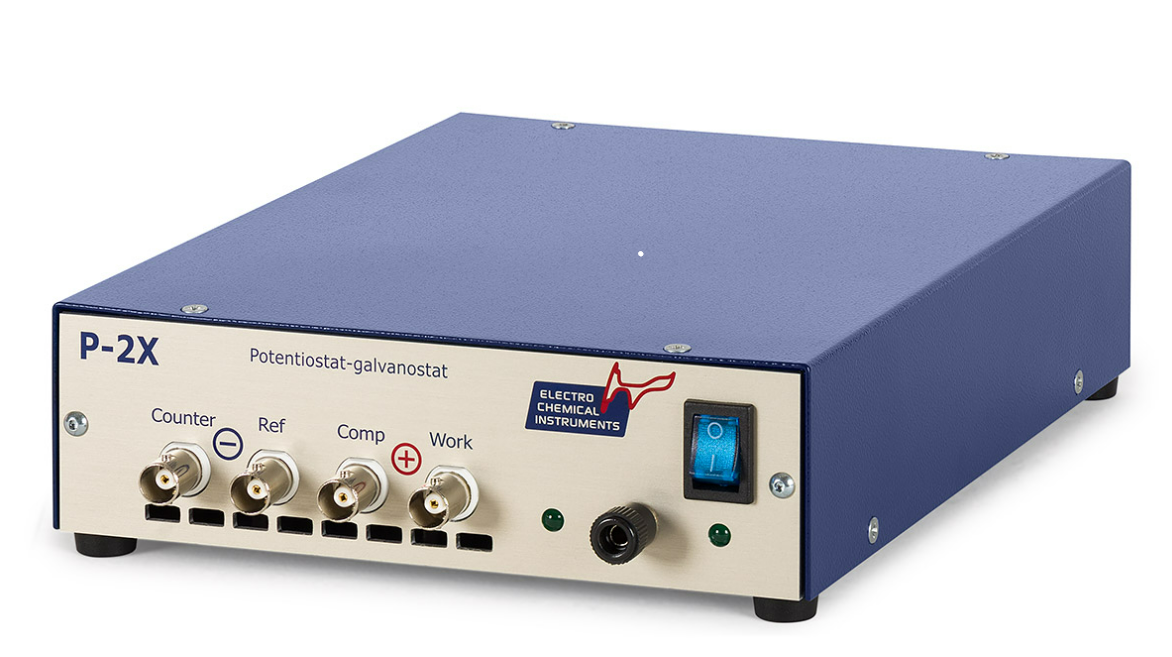 P-2X
Potentiostat-galvanostat
Counter
Ref
Comp
Work
ELECTRO
CHEMICAL
INSTRUMENTS